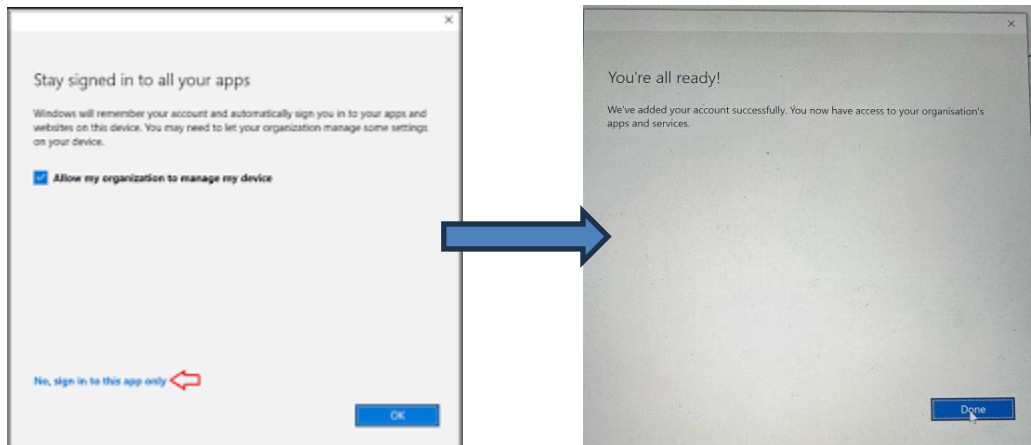 Stay signed in to all your apps
Windows will remember your account and automatically sign you in to your apps and
websites on this device. You may need to let your organization manage some settings
on your device.
Allow my organization to manage my device
No, sign in to this app only
OK
You're all ready!
We've added your account successfully. You now have access to your organisation's
apps and services.
Done